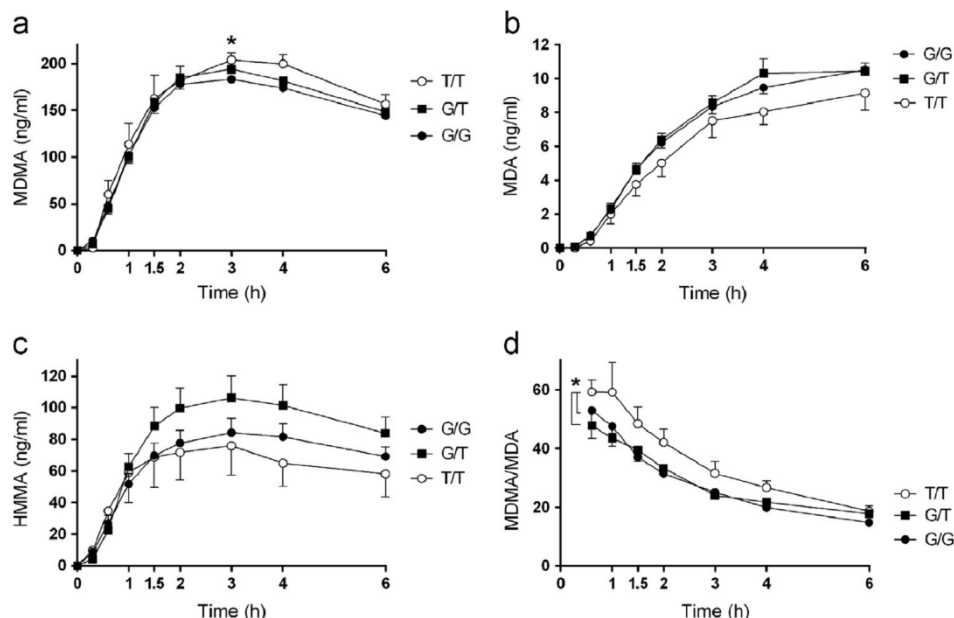 a
MDMA (ng/ml)
200
150
100
50
0
*
T/T
G/T
G/G
0 1 1.5 2 3 4 6
Time (h)
b
MDA (ng/ml)
12
10
8
6
4
2
0
G/G
G/T
T/T
0 1 1.5 2 3 4 6
Time (h)
c
HMMA (ng/ml)
120
100
80
60
40
20
0
G/G
G/T
T/T
0 1 1.5 2 3 4 6
Time (h)
d
MDMA/MDA
60
40
20
0
*
T/T
G/T
G/G
0 1 1.5 2 3 4 6
Time (h)